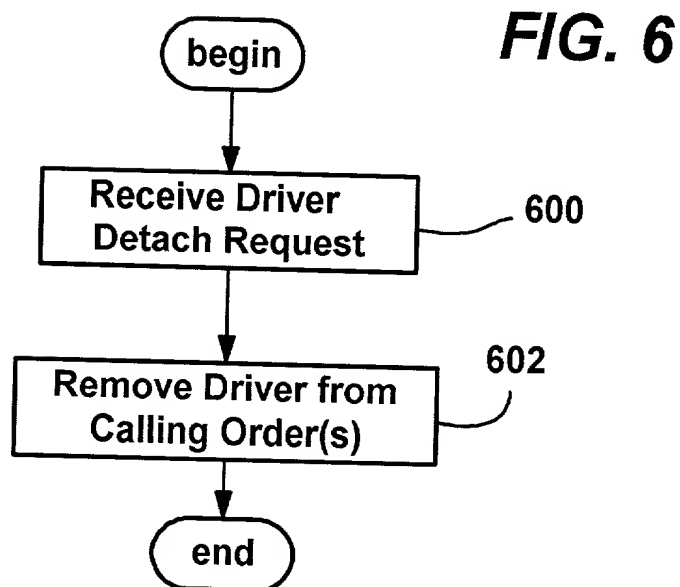 FIG. 6
begin
Receive Driver
Detach Request
600
Remove Driver from
Calling Order(s)
602
end